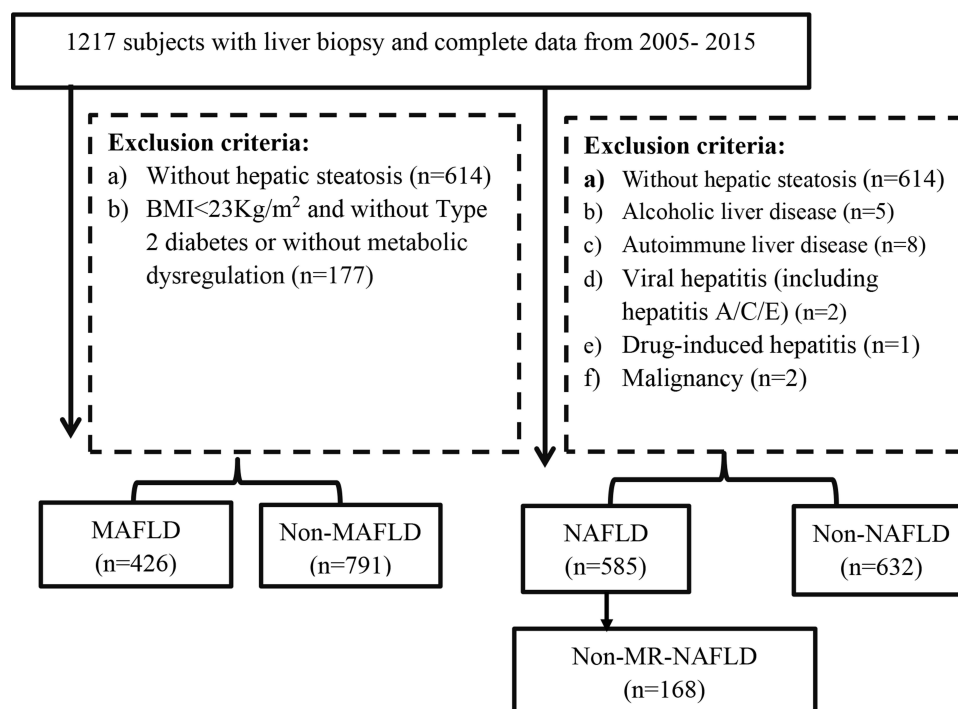 1217 subjects with liver biopsy and complete data from 2005- 2015
Exclusion criteria:
a) Without hepatic steatosis (n=614)
b) BMI<23Kg/m² and without Type
2 diabetes or without metabolic
dysregulation (n=177)
Exclusion criteria:
a) Without hepatic steatosis (n=614)
b) Alcoholic liver disease (n=5)
c) Autoimmune liver disease (n=8)
d) Viral hepatitis (including
hepatitis A/C/E) (n=2)
e) Drug-induced hepatitis (n=1)
f) Malignancy (n=2)
MAFLD
(n=426)
Non-MAFLD
(n=791)
NAFLD
(n=585)
Non-NAFLD
(n=632)
Non-MR-NAFLD
(n=168)